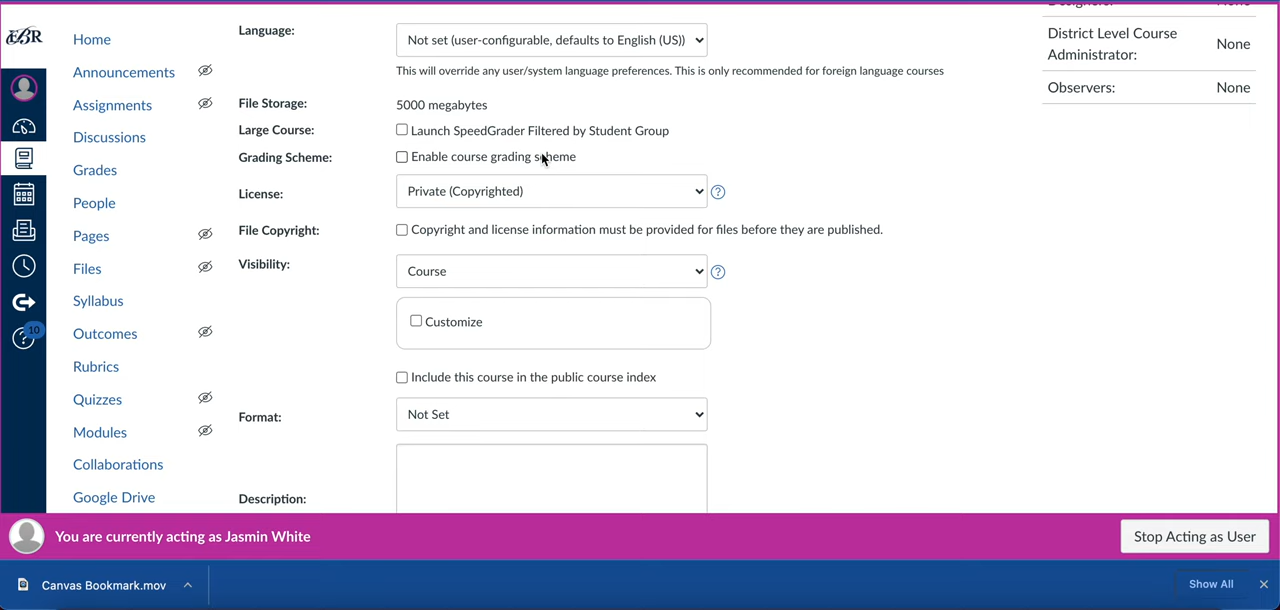 EBR
10
Home
Announcements
Assignments
Discussions
Grades
People
Pages
Files
Syllabus
Outcomes
Rubrics
Quizzes
Modules
Collaborations
Google Drive
Language:
Not set (user-configurable, defaults to English (US))
This will override any user/system language preferences. This is only recommended for foreign language courses
File Storage:
5000 megabytes
Large Course:
Launch SpeedGrader Filtered by Student Group
Grading Scheme:
Enable course grading scheme
License:
Private (Copyrighted)
File Copyright:
Copyright and license information must be provided for files before they are published.
Visibility:
Course
Customize
Include this course in the public course index
Format:
Not Set
Description:
Designers: None
District Level Course
Administrator:
None
Observers: None
You are currently acting as Jasmin White
Stop Acting as User
Canvas Bookmark.mov
Show All